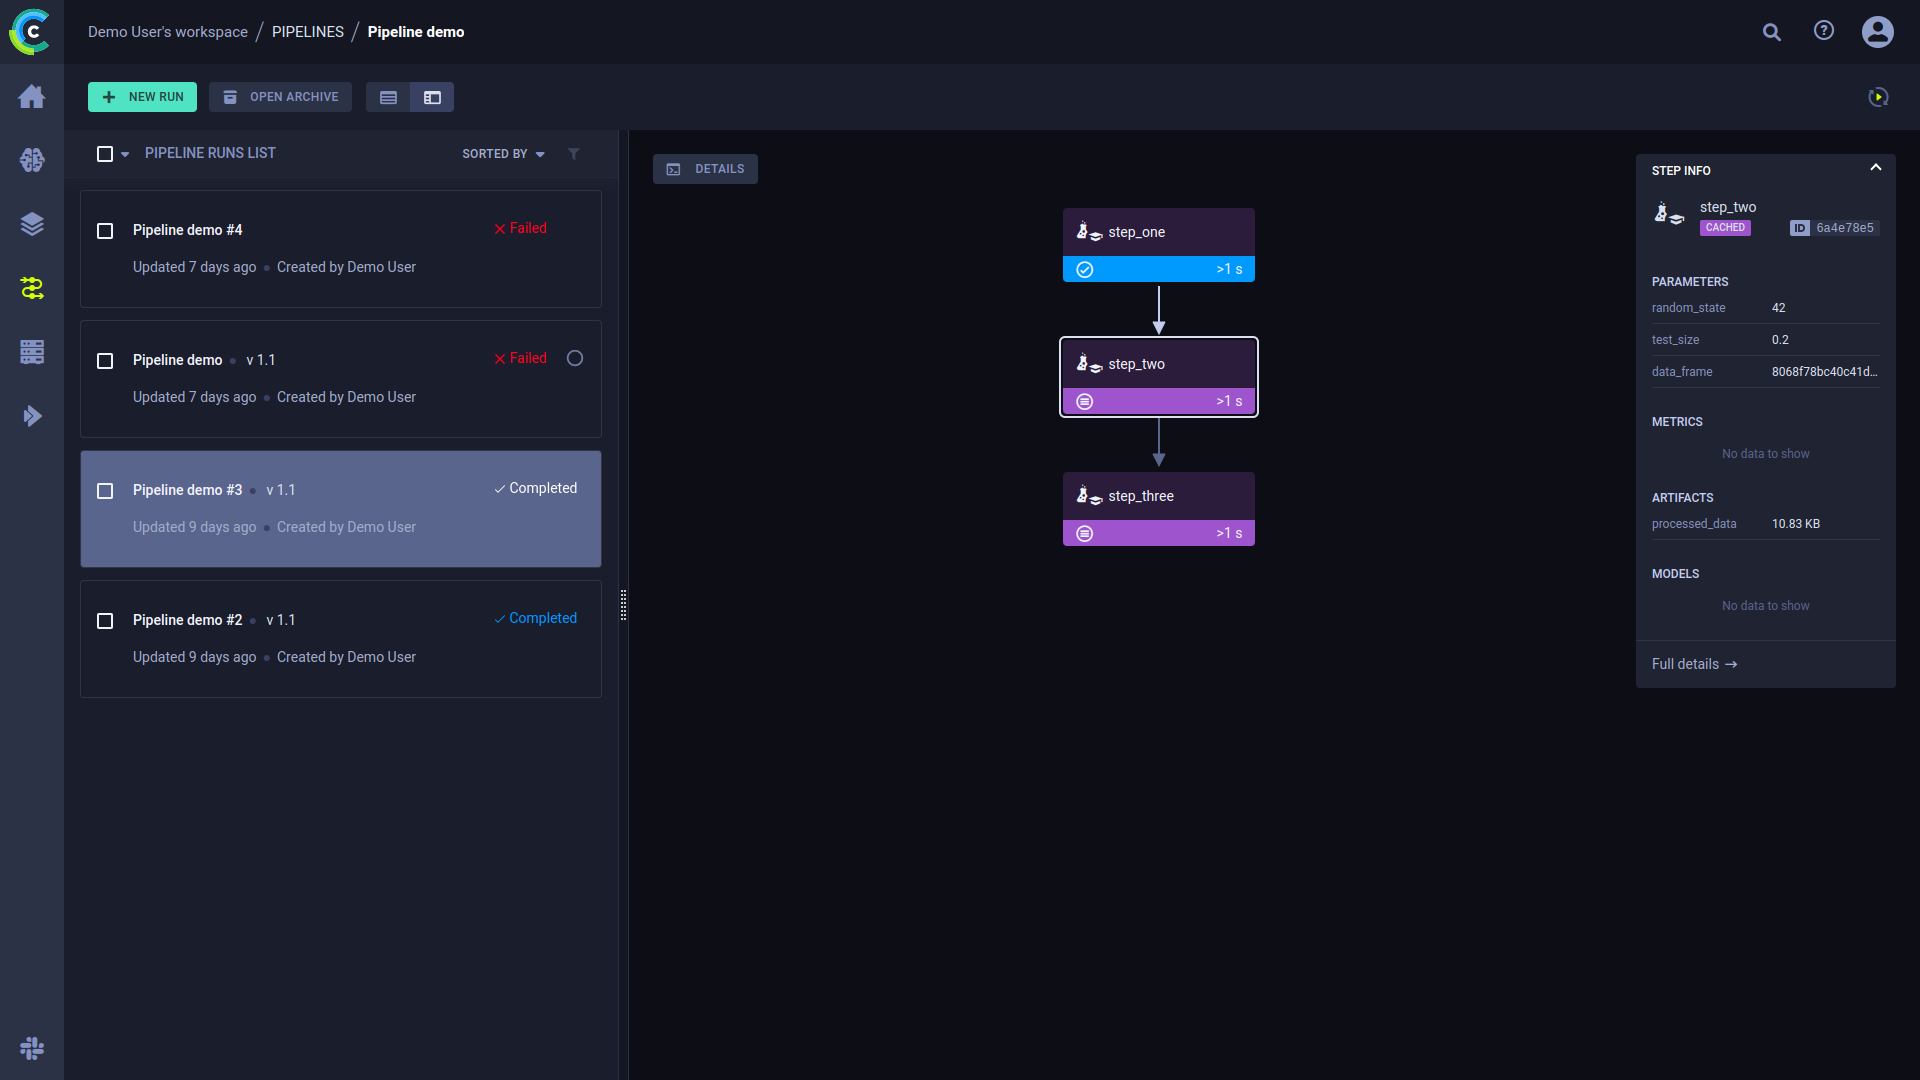 Demo User's workspace / PIPELINES / Pipeline demo
NEW RUN
OPEN ARCHIVE
PIPELINE RUNS LIST
SORTED BY
Pipeline demo #4
Failed
Updated 7 days ago • Created by Demo User
Pipeline demo • v 1.1
Failed
Updated 7 days ago • Created by Demo User
Pipeline demo #3 • v 1.1
Completed
Updated 9 days ago • Created by Demo User
Pipeline demo #2 • v 1.1
Completed
Updated 9 days ago • Created by Demo User
DETAILS
step_one
>1 s
step_two
>1 s
step_three
>1 s
STEP INFO
step_two
CACHED
ID 6a4e78e5
PARAMETERS
random_state 42
test_size 0.2
data_frame 8068f78bc40c41d...
METRICS
No data to show
ARTIFACTS
processed_data 10.83 KB
MODELS
No data to show
Full details →